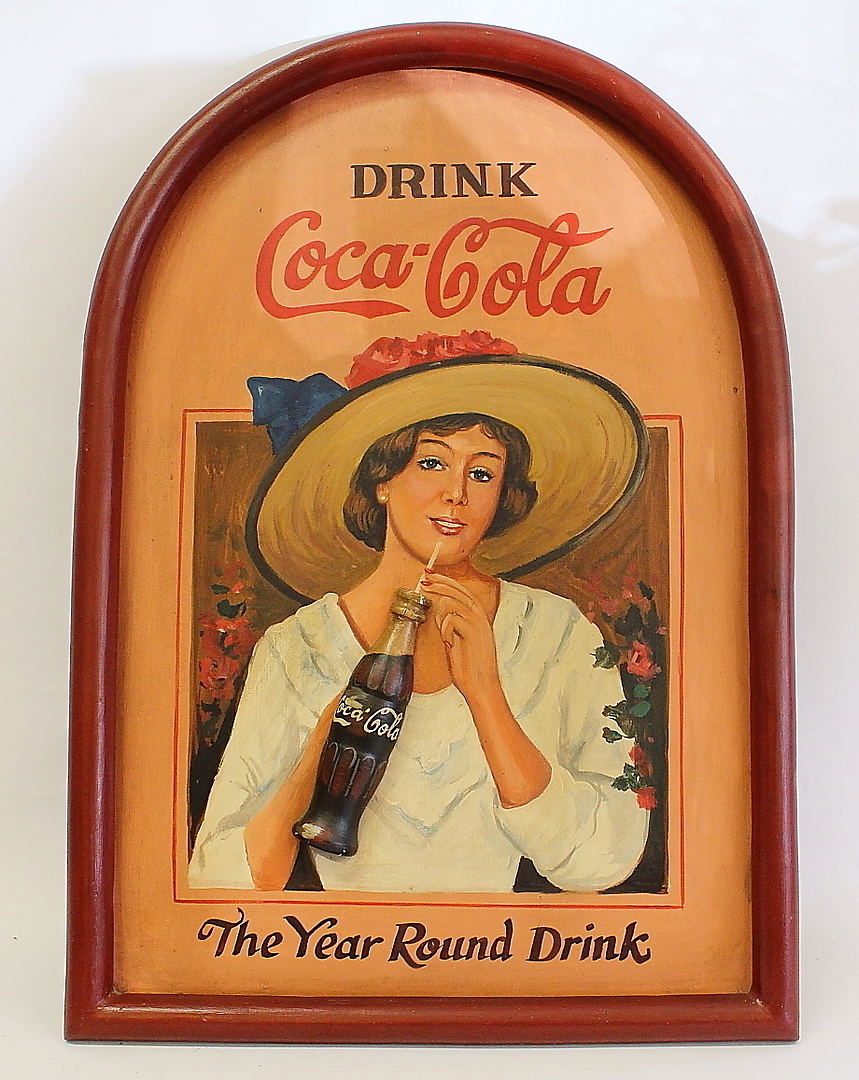 DRINK
Coca-Cola
Coca-Cola
The Year Round Drink